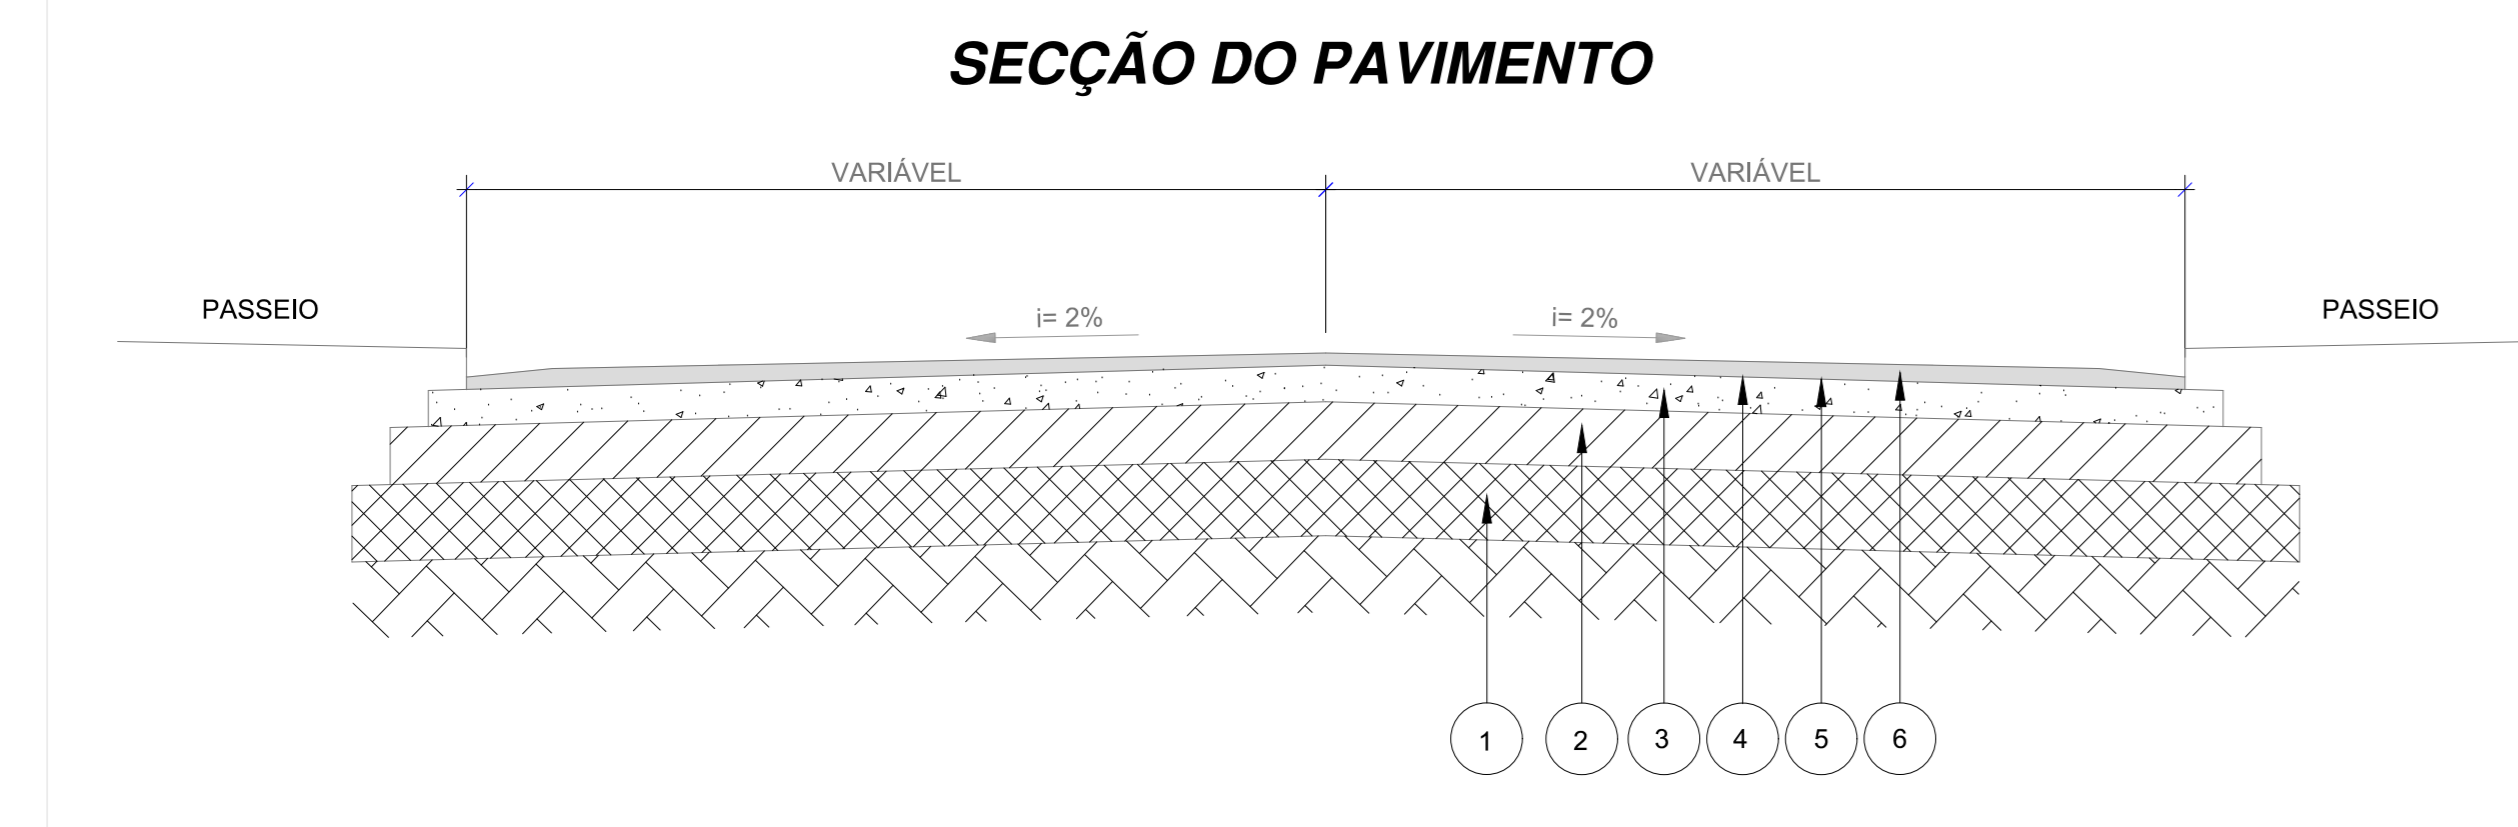 SECÇÃO DO PAVIMENTO
VARIÁVEL VARIÁVEL
PASSEIO i= 2% i= 2% PASSEIO
1 2 3 4 5 6